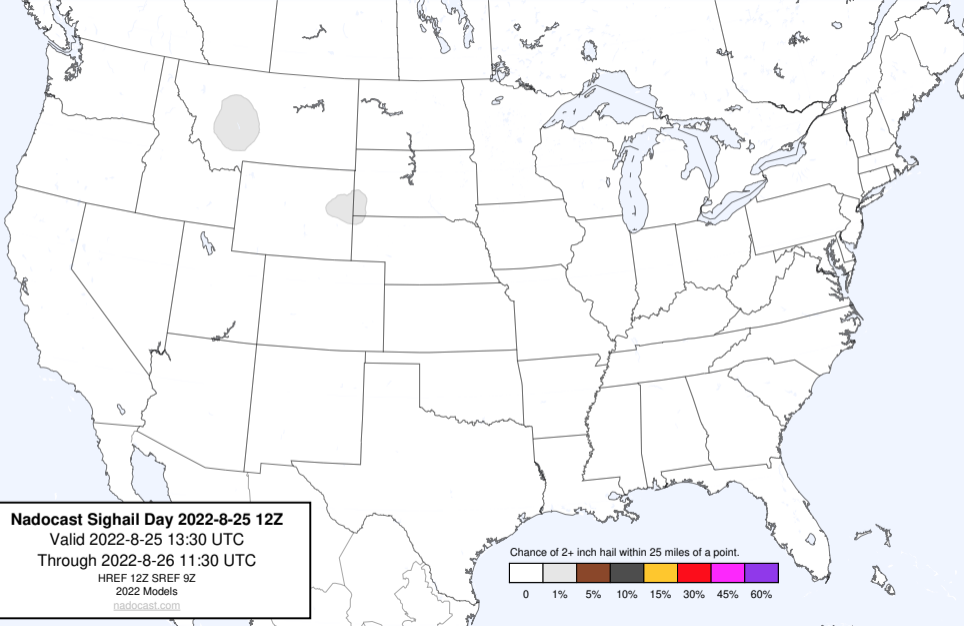 Nadocast Sighail Day 2022-8-25 12Z
Valid 2022-8-25 13:30 UTC
Through 2022-8-26 11:30 UTC
HREF 12Z SREF 9Z
2022 Models
nadocast.com
Chance of 2+ inch hail within 25 miles of a point.
0 1% 5% 10% 15% 30% 45% 60%